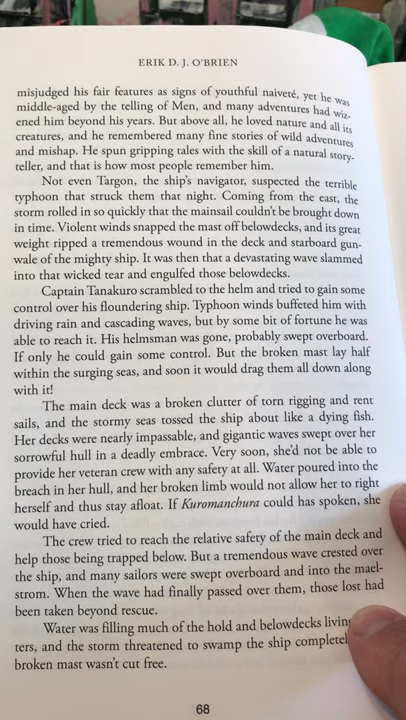 ERIK D. J. O'BRIEN
misjudged his fair features as signs of youthful naiveté, yet he was
middle-aged by the telling of Men, and many adventures had wiz-
ened him beyond his years. But above all, he loved nature and all its
creatures, and he remembered many fine stories of wild adventures
and mishap. He spun gripping tales with the skill of a natural story-
teller, and that is how most people remember him.
Not even Targon, the ship's navigator, suspected the terrible
typhoon that struck them that night. Coming from the east, the
storm rolled in so quickly that the mainsail couldn't be brought down
in time. Violent winds snapped the mast off belowdecks, and its great
weight ripped a tremendous wound in the deck and starboard gun-
wale of the mighty ship. It was then that a devastating wave slammed
into that wicked tear and engulfed those belowdecks.
Captain Tanakuro scrambled to the helm and tried to gain some
control over his floundering ship. Typhoon winds buffeted him with
driving rain and cascading waves, but by some bit of fortune he was
able to reach it. His helmsman was gone, probably swept overboard.
If only he could gain some control. But the broken mast lay half
within the surging seas, and soon it would drag them all down along
with it!
The main deck was a broken clutter of torn rigging and rent
sails, and the stormy seas tossed the ship about like a dying fish.
Her decks were nearly impassable, and gigantic waves swept over her
sorrowful hull in a deadly embrace. Very soon, she'd not be able to
provide her veteran crew with any safety at all. Water poured into the
breach in her hull, and her broken limb would not allow her to right
herself and thus stay afloat. If Kuromanchura could has spoken, she
would have cried.
The crew tried to reach the relative safety of the main deck and
help those being trapped below. But a tremendous wave crested over
the ship, and many sailors were swept overboard and into the mael-
strom. When the wave had finally passed over them, those lost had
been taken beyond rescue.
Water was filling much of the hold and belowdecks living
ters, and the storm threatened to swamp the ship completel
broken mast wasn't cut free.
68